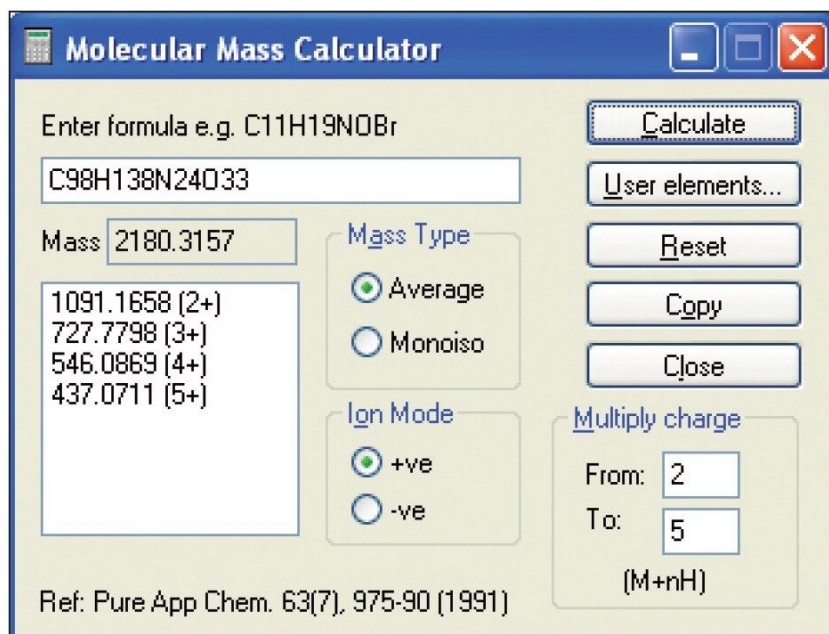 Molecular Mass Calculator
Enter formula e.g. C11H19NOBr
C98H138N24O33
Mass 2180.3157
1091.1658 (2+)
727.7798 (3+)
546.0869 (4+)
437.0711 (5+)
Mass Type
Average
Monoiso
Ion Mode
+ve
-ve
Calculate
User elements...
Reset
Copy
Close
Multiply charge
From: 2
To: 5
(M+nH)
Ref: Pure App Chem. 63(7), 975-90 (1991)